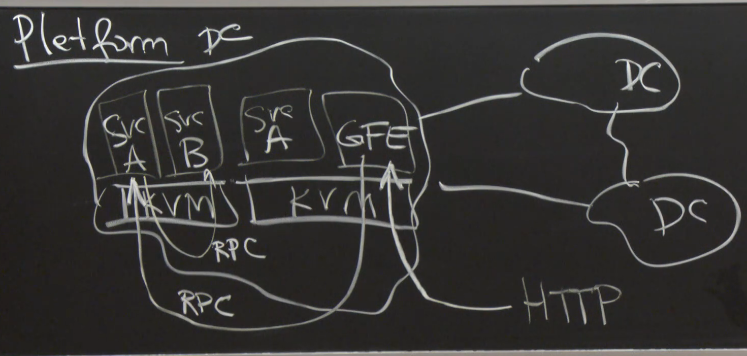 Pletform DC
DC
Svc A
Svc B
Svc A
GFE
KVM
KVM
DC
RPC
RPC
HTTP